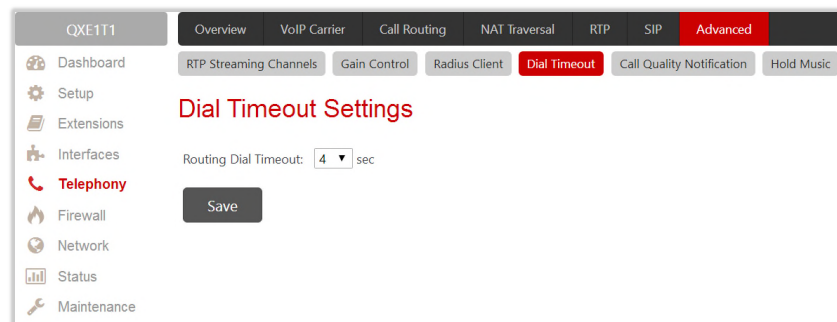 QXE1T1 Overview VoIP Carrier Call Routing NAT Traversal RTP SIP Advanced
Dashboard RTP Streaming Channels Gain Control Radius Client Dial Timeout Call Quality Notification Hold Music
Setup
Dial Timeout Settings
Extensions
Interfaces Routing Dial Timeout: 4 sec
Telephony
Save
Firewall
Network
Status
Maintenance